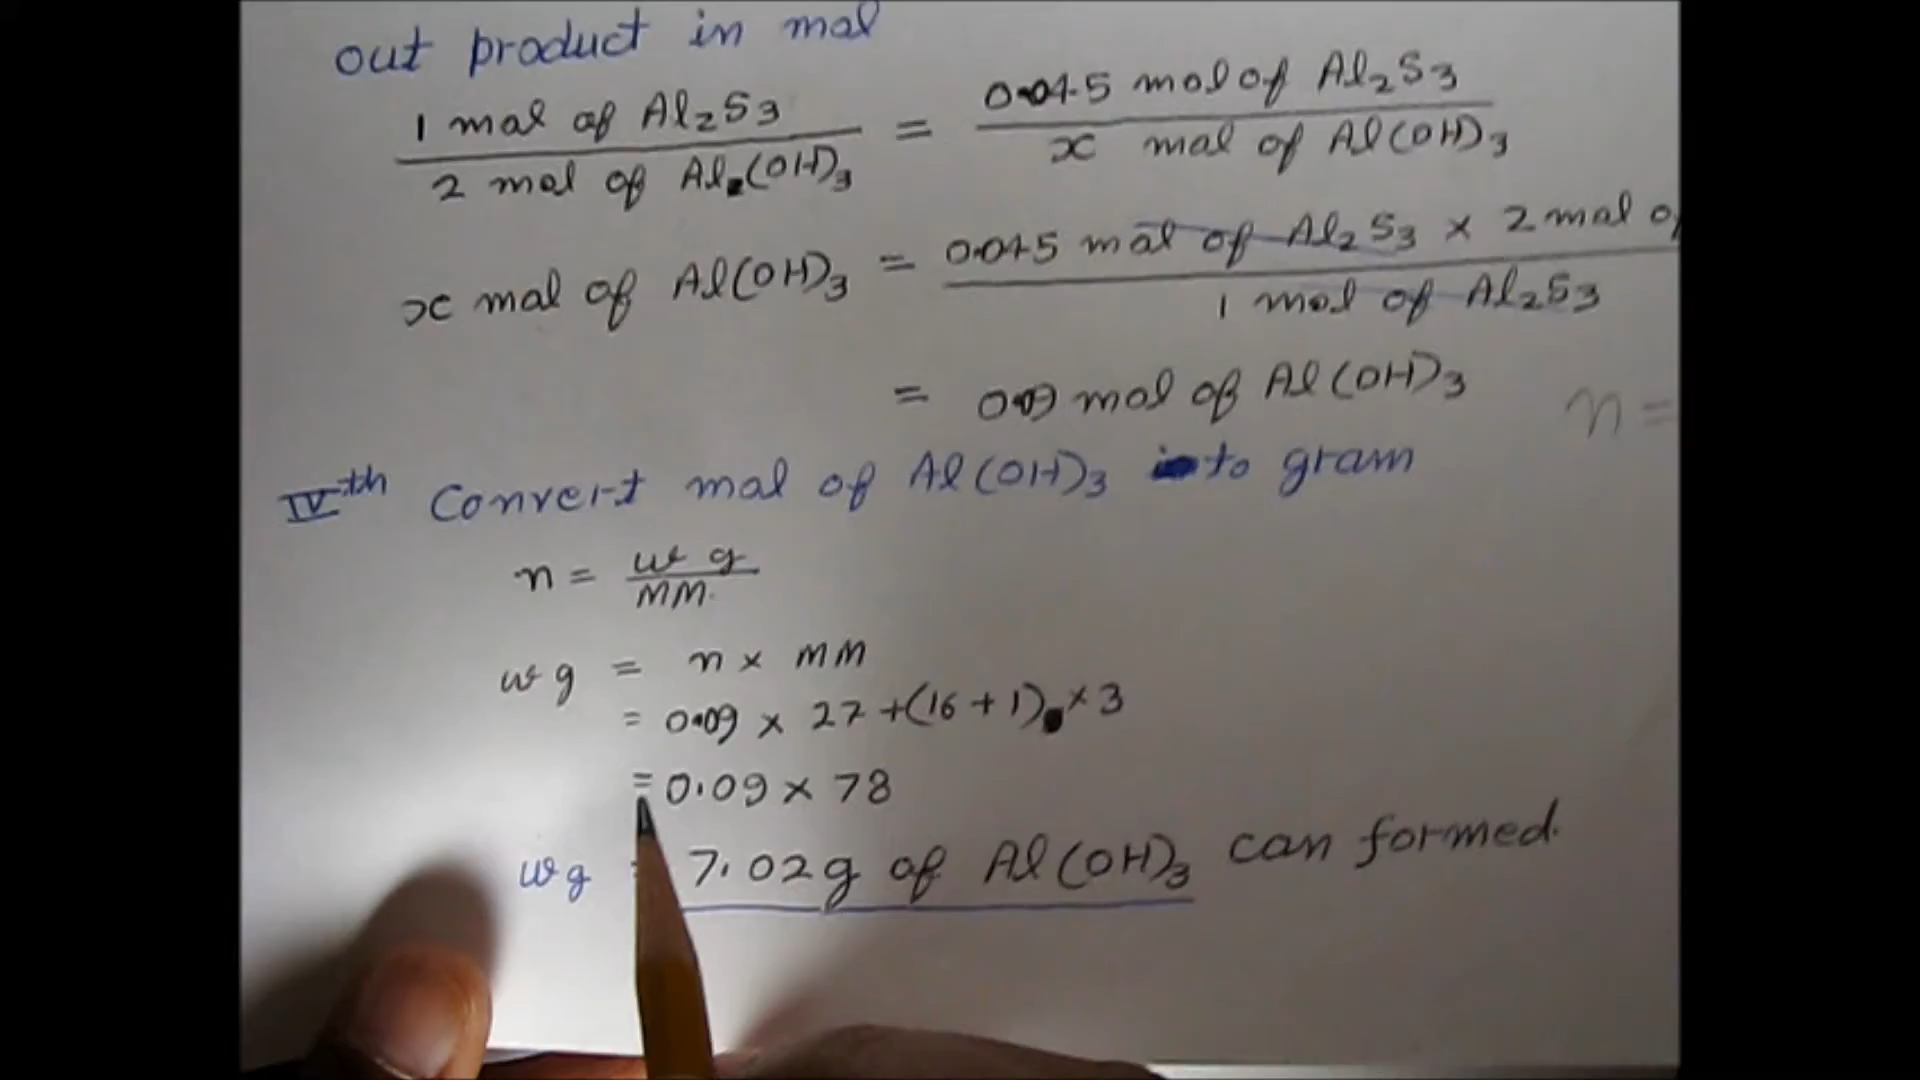 out product in mol
1 mol of Al₂S₃ / 2 mol of Al(OH)₃ = 0.045 mol of Al₂S₃ / x mol of Al(OH)₃
x mol of Al(OH)₃ = 0.045 mol of Al₂S₃ × 2 mol o / 1 mol of Al₂S₃
= 0.09 mol of Al(OH)₃
n =
IVth Convert mol of Al(OH)₃ into gram
n = w g / MM.
w g = n × MM
= 0.09 × 27 + (16 + 1) × 3
= 0.09 × 78
w g = 7.02g of Al(OH)₃ can formed.